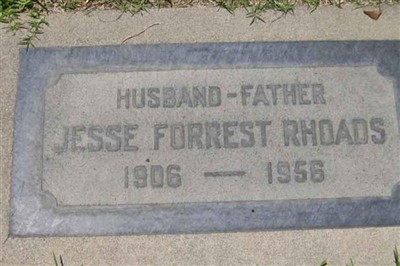 HUSBAND-FATHER
JESSE FORREST RHOADS
1906 — 1956